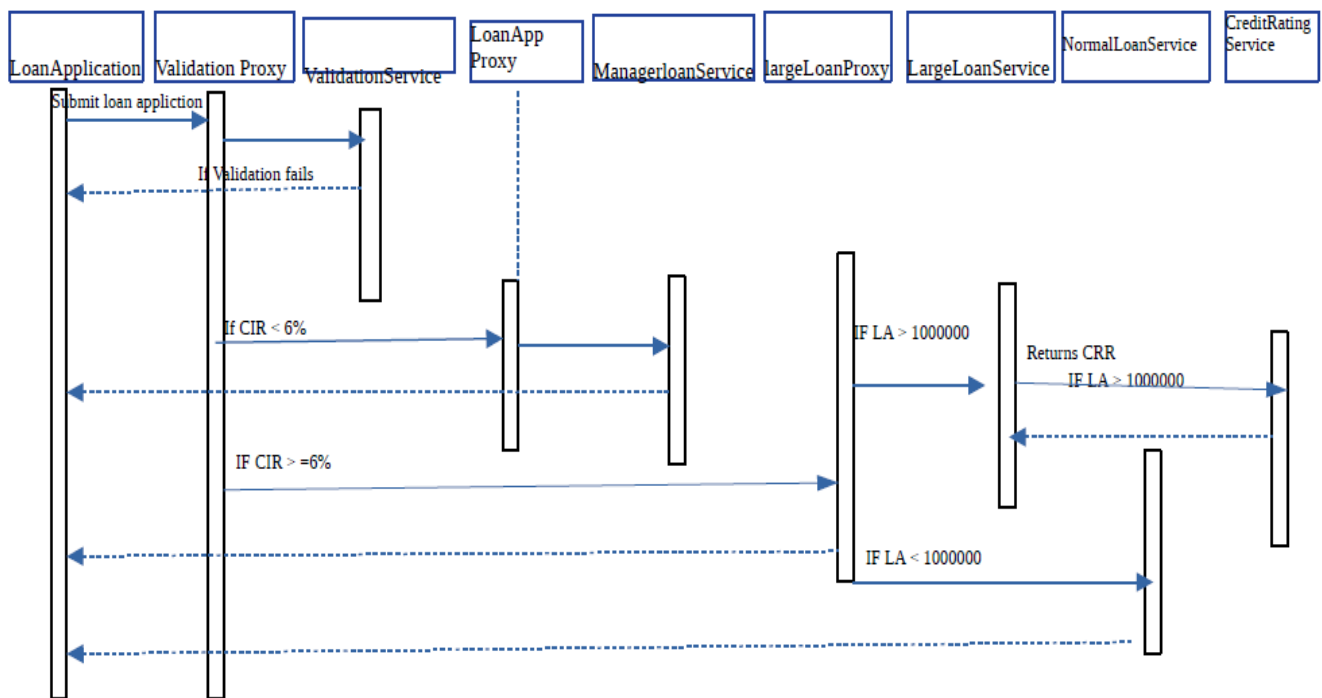 LoanApplication
Validation Proxy
ValidationService
LoanApp
Proxy
ManagerloanService
largeLoanProxy
LargeLoanService
NormalLoanService
CreditRating
Service
Submit loan appliction
If Validation fails
If CIR < 6%
IF LA > 1000000
Returns CRR
IF LA > 1000000
IF CIR > =6%
IF LA < 1000000